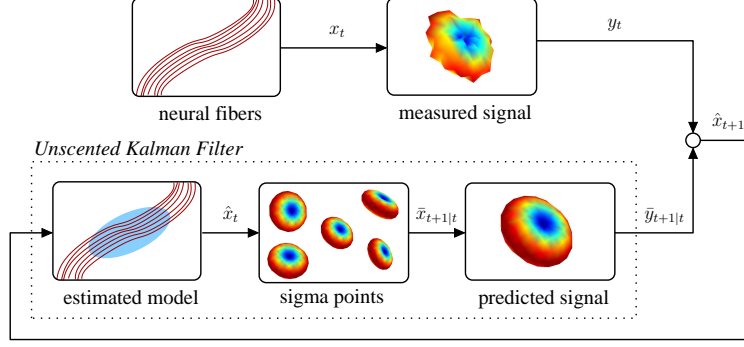 x_t
y_t
neural fibers
measured signal
x̂_{t+1}
Unscented Kalman Filter
x̂_t
x̄_{t+1|t}
ȳ_{t+1|t}
estimated model
sigma points
predicted signal